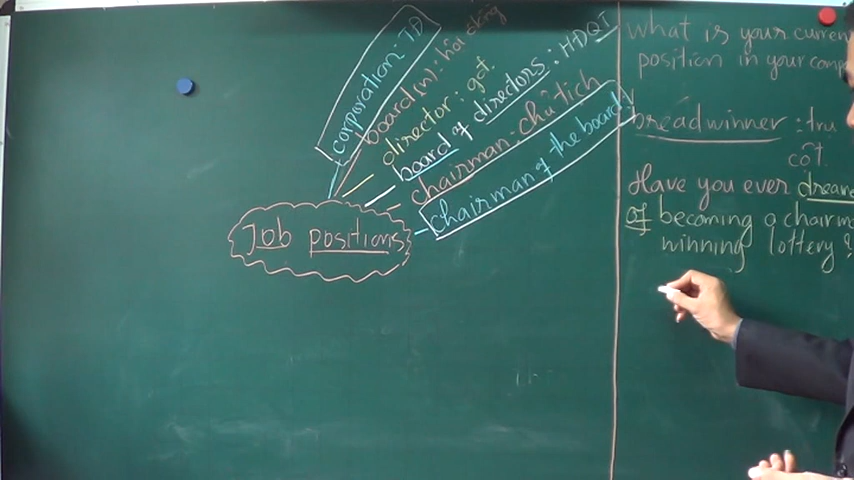 corporation: TĐ
board(n): hội đồng
director: gđ.
board of directors: HĐQT
chairman: chủ tịch
chairman of the board
Job positions
What is your curren
position in your comp
breadwinner : trụ
cột.
Have you ever dream
of becoming a chairm
winning lottery?